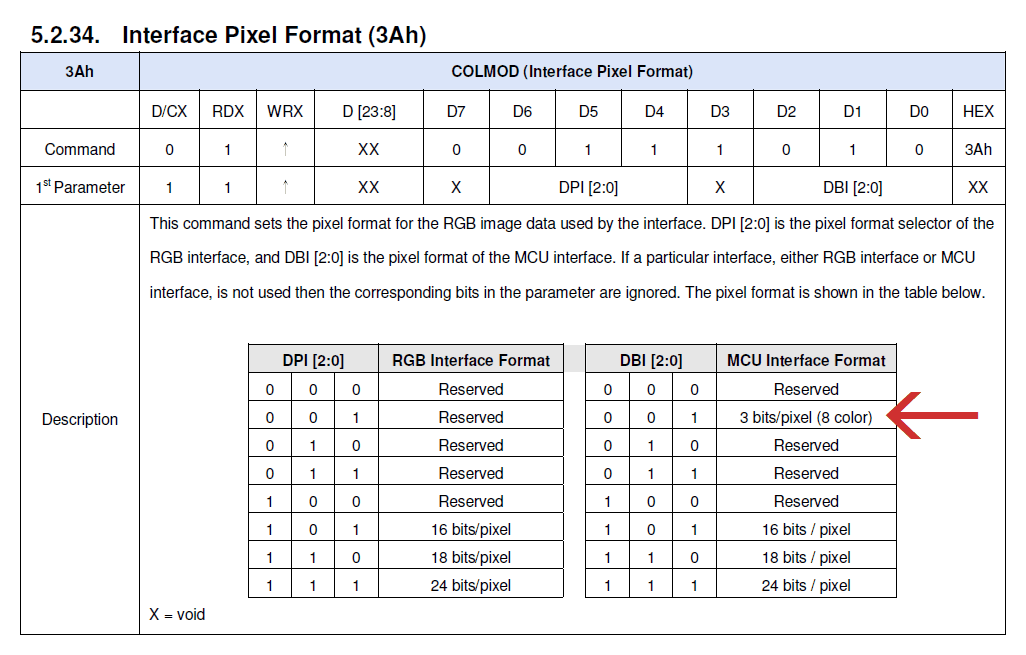 5.2.34. Interface Pixel Format (3Ah)
3Ah COLMOD (Interface Pixel Format)
D/CX RDX WRX D [23:8] D7 D6 D5 D4 D3 D2 D1 D0 HEX
Command 0 1 ↑ XX 0 0 1 1 1 0 1 0 3Ah
1st Parameter 1 1 ↑ XX X DPI [2:0] X DBI [2:0] XX
Description
This command sets the pixel format for the RGB image data used by the interface. DPI [2:0] is the pixel format selector of the
RGB interface, and DBI [2:0] is the pixel format of the MCU interface. If a particular interface, either RGB interface or MCU
interface, is not used then the corresponding bits in the parameter are ignored. The pixel format is shown in the table below.
DPI [2:0] RGB Interface Format DBI [2:0] MCU Interface Format
0 0 0 Reserved 0 0 0 Reserved
0 0 1 Reserved 0 0 1 3 bits/pixel (8 color)
0 1 0 Reserved 0 1 0 Reserved
0 1 1 Reserved 0 1 1 Reserved
1 0 0 Reserved 1 0 0 Reserved
1 0 1 16 bits/pixel 1 0 1 16 bits / pixel
1 1 0 18 bits/pixel 1 1 0 18 bits / pixel
1 1 1 24 bits/pixel 1 1 1 24 bits / pixel
X = void